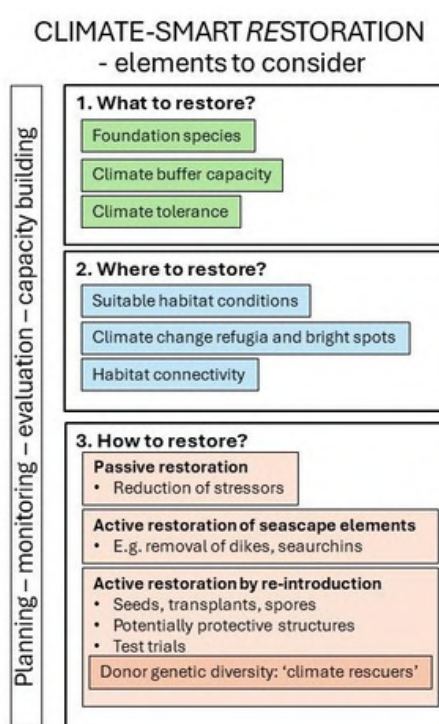 CLIMATE-SMART RESTORATION
- elements to consider
Planning – monitoring – evaluation – capacity building
1. What to restore?
Foundation species
Climate buffer capacity
Climate tolerance
2. Where to restore?
Suitable habitat conditions
Climate change refugia and bright spots
Habitat connectivity
3. How to restore?
Passive restoration
• Reduction of stressors
Active restoration of seascape elements
• E.g. removal of dikes, seaurchins
Active restoration by re-introduction
• Seeds, transplants, spores
• Potentially protective structures
• Test trials
Donor genetic diversity: ‘climate rescuers’